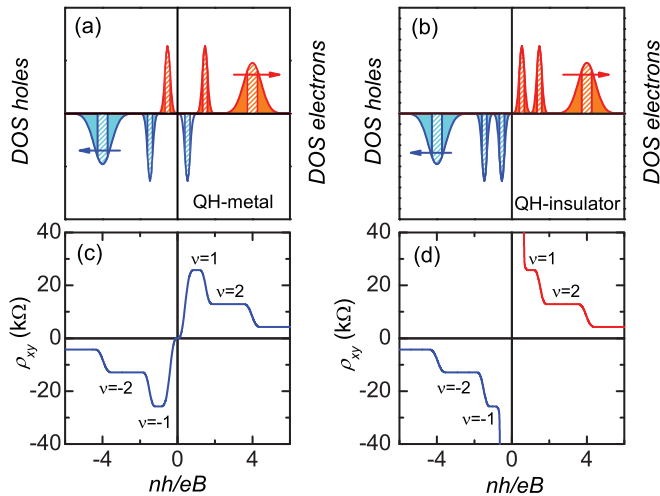 (a)
(b)
DOS holes
DOS electrons
DOS holes
DOS electrons
QH-metal
QH-insulator
40
20
0
-20
-40
ρxy (kΩ)
(c)
ν=1
ν=2
ν=-2
ν=-1
40
20
0
-20
-40
ρxy (kΩ)
(d)
ν=1
ν=2
ν=-2
ν=-1
-4
0
4
nh/eB
-4
0
4
nh/eB